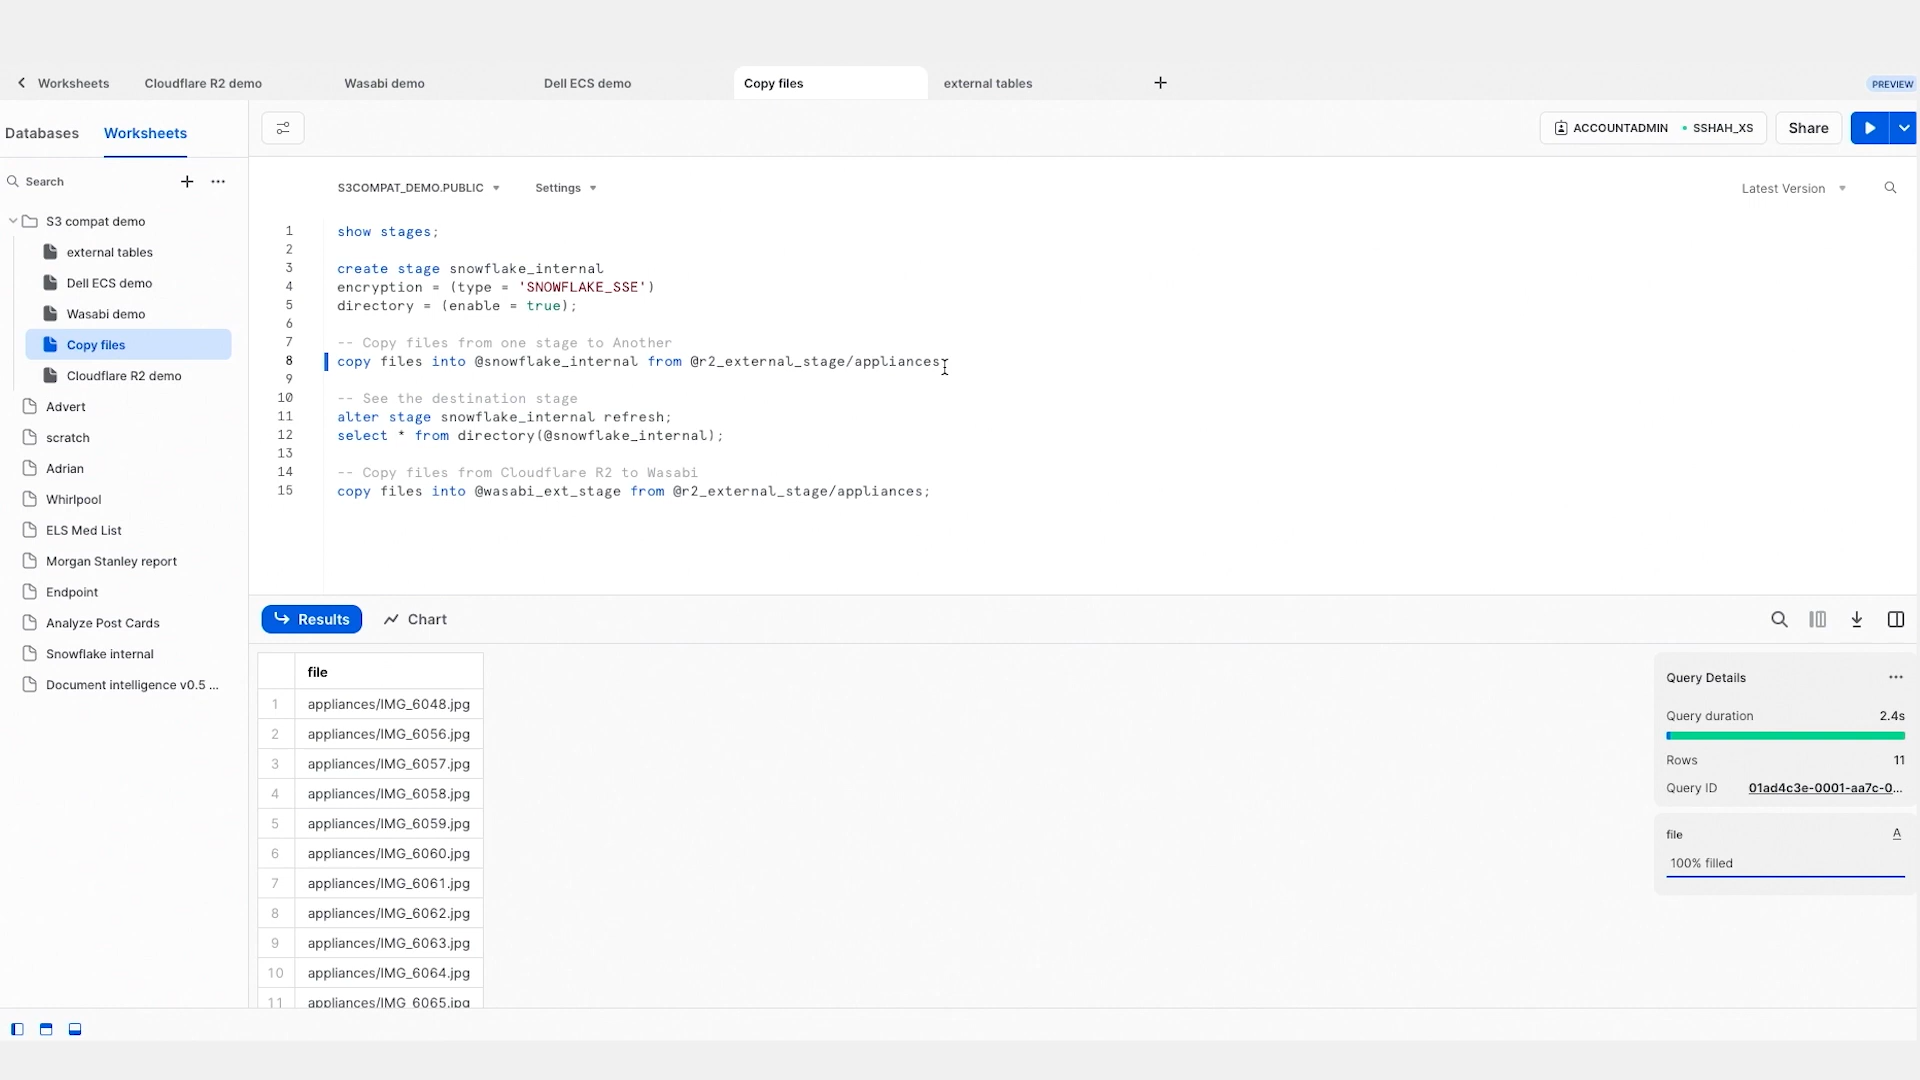 Worksheets
Cloudflare R2 demo
Wasabi demo
Dell ECS demo
Copy files
external tables
PREVIEW
Databases
Worksheets
ACCOUNTADMIN
SSHAH_XS
Share
Search
S3COMPAT_DEMO.PUBLIC
Settings
Latest Version
S3 compat demo
external tables
Dell ECS demo
Wasabi demo
Copy files
Cloudflare R2 demo
Advert
scratch
Adrian
Whirlpool
ELS Med List
Morgan Stanley report
Endpoint
Analyze Post Cards
Snowflake internal
Document intelligence v0.5 ...
1 show stages;
2
3 create stage snowflake_internal
4 encryption = (type = 'SNOWFLAKE_SSE')
5 directory = (enable = true);
6
7 -- Copy files from one stage to Another
8 copy files into @snowflake_internal from @r2_external_stage/appliances;
9
10 -- See the destination stage
11 alter stage snowflake_internal refresh;
12 select * from directory(@snowflake_internal);
13
14 -- Copy files from Cloudflare R2 to Wasabi
15 copy files into @wasabi_ext_stage from @r2_external_stage/appliances;
Results
Chart
file
1 appliances/IMG_6048.jpg
2 appliances/IMG_6056.jpg
3 appliances/IMG_6057.jpg
4 appliances/IMG_6058.jpg
5 appliances/IMG_6059.jpg
6 appliances/IMG_6060.jpg
7 appliances/IMG_6061.jpg
8 appliances/IMG_6062.jpg
9 appliances/IMG_6063.jpg
10 appliances/IMG_6064.jpg
11 appliances/IMG_6065.jpg
Query Details
Query duration 2.4s
Rows 11
Query ID 01ad4c3e-0001-aa7c-0...
file A
100% filled